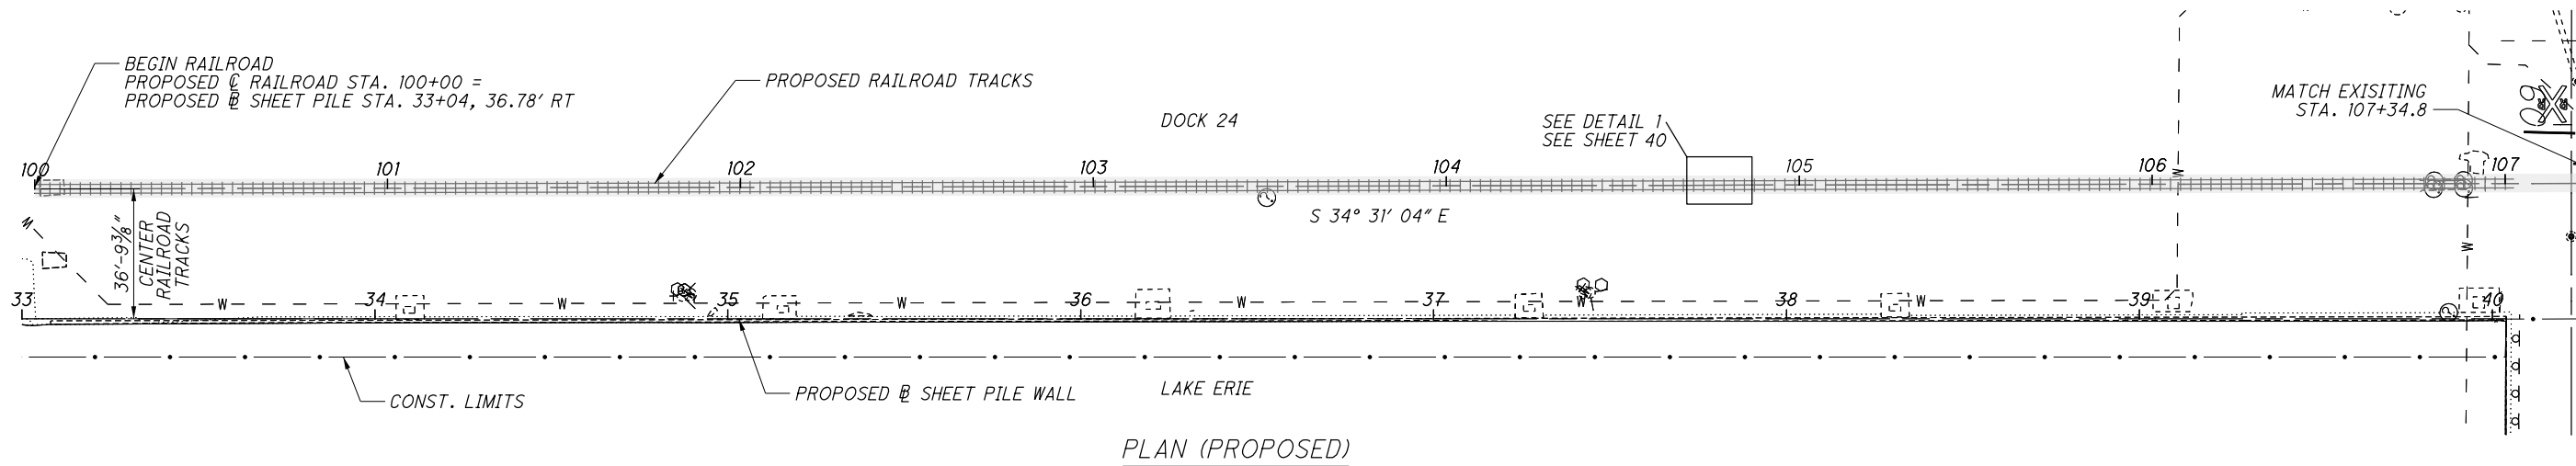 BEGIN RAILROAD
PROPOSED ℄ RAILROAD STA. 100+00 =
PROPOSED B̲L SHEET PILE STA. 33+04, 36.78' RT
PROPOSED RAILROAD TRACKS
DOCK 24
SEE DETAIL 1
SEE SHEET 40
MATCH EXISITING
STA. 107+34.8
100 101 102 103 104 105 106 107
S 34° 31' 04" E
36'-9⅜"
CENTER
RAILROAD
TRACKS
W
W
W
33 34 35 36 37 38 39 40
W W W W W W
CONST. LIMITS
PROPOSED B̲L SHEET PILE WALL
LAKE ERIE
PLAN (PROPOSED)